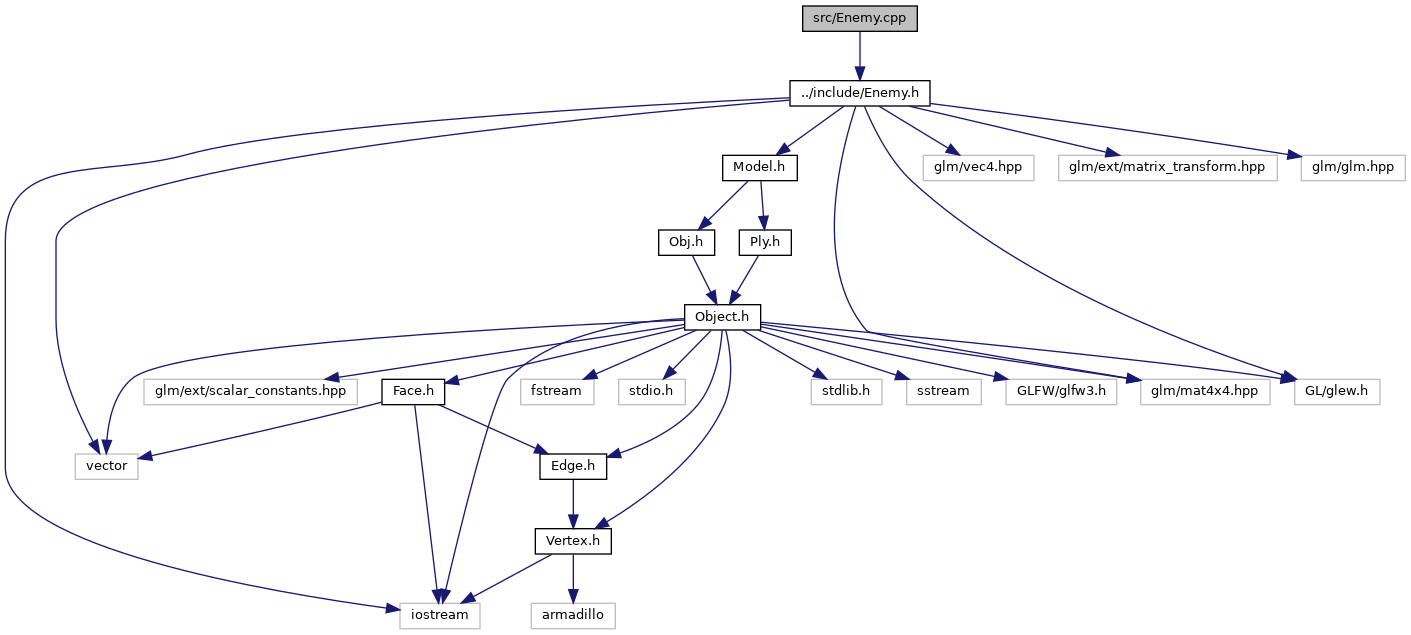 src/Enemy.cpp
../include/Enemy.h
Model.h
glm/vec4.hpp
glm/ext/matrix_transform.hpp
glm/glm.hpp
Obj.h
Ply.h
Object.h
glm/ext/scalar_constants.hpp
Face.h
fstream
stdio.h
stdlib.h
sstream
GLFW/glfw3.h
glm/mat4x4.hpp
GL/glew.h
vector
Edge.h
Vertex.h
iostream
armadillo